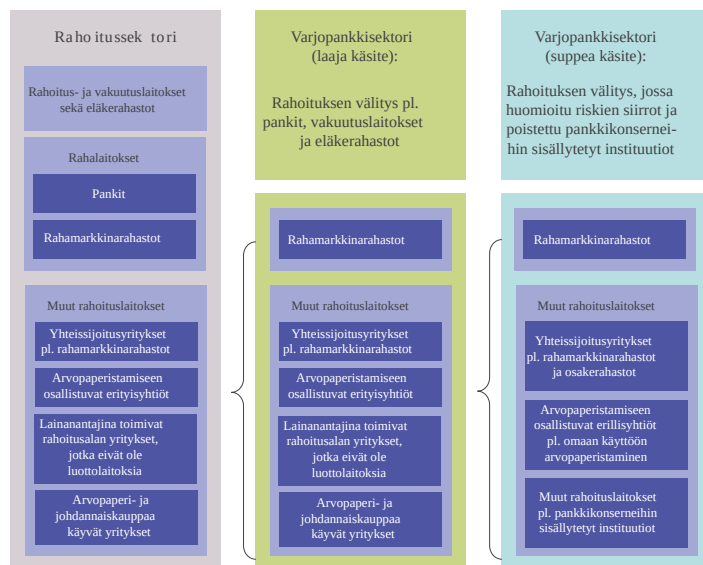 Rahoitussektori
Rahoitus- ja vakuutuslaitokset
sekä eläkerahastot
Rahalaitokset
Pankit
Rahamarkkinarahastot
Muut rahoituslaitokset
Yhteissijoitusyritykset
pl. rahamarkkinarahastot
Arvopaperistamiseen
osallistuvat erityisyhtiöt
Lainanantajina toimivat
rahoitusalan yritykset,
jotka eivät ole
luottolaitoksia
Arvopaperi- ja
johdannaiskauppaa
käyvät yritykset
Varjopankkisektori
(laaja käsite):
Rahoituksen välitys pl.
pankit, vakuutuslaitokset
ja eläkerahastot
Rahamarkkinarahastot
Muut rahoituslaitokset
Yhteissijoitusyritykset
pl. rahamarkkinarahastot
Arvopaperistamiseen
osallistuvat erityisyhtiöt
Lainanantajina toimivat
rahoitusalan yritykset,
jotka eivät ole
luottolaitoksia
Arvopaperi- ja
johdannaiskauppaa
käyvät yritykset
Varjopankkisektori
(suppea käsite):
Rahoituksen välitys, jossa
huomioitu riskien siirrot ja
poistettu pankkikonsernei-
hin sisällytetyt instituutiot
Rahamarkkinarahastot
Muut rahoituslaitokset
Yhteissijoitusyritykset
pl. rahamarkkinarahastot
ja osakerahastot
Arvopaperistamiseen
osallistuvat erillisyhtiöt
pl. omaan käyttöön
arvopaperistaminen
Muut rahoituslaitokset
pl. pankkikonserneihin
sisällytetyt instituutiot